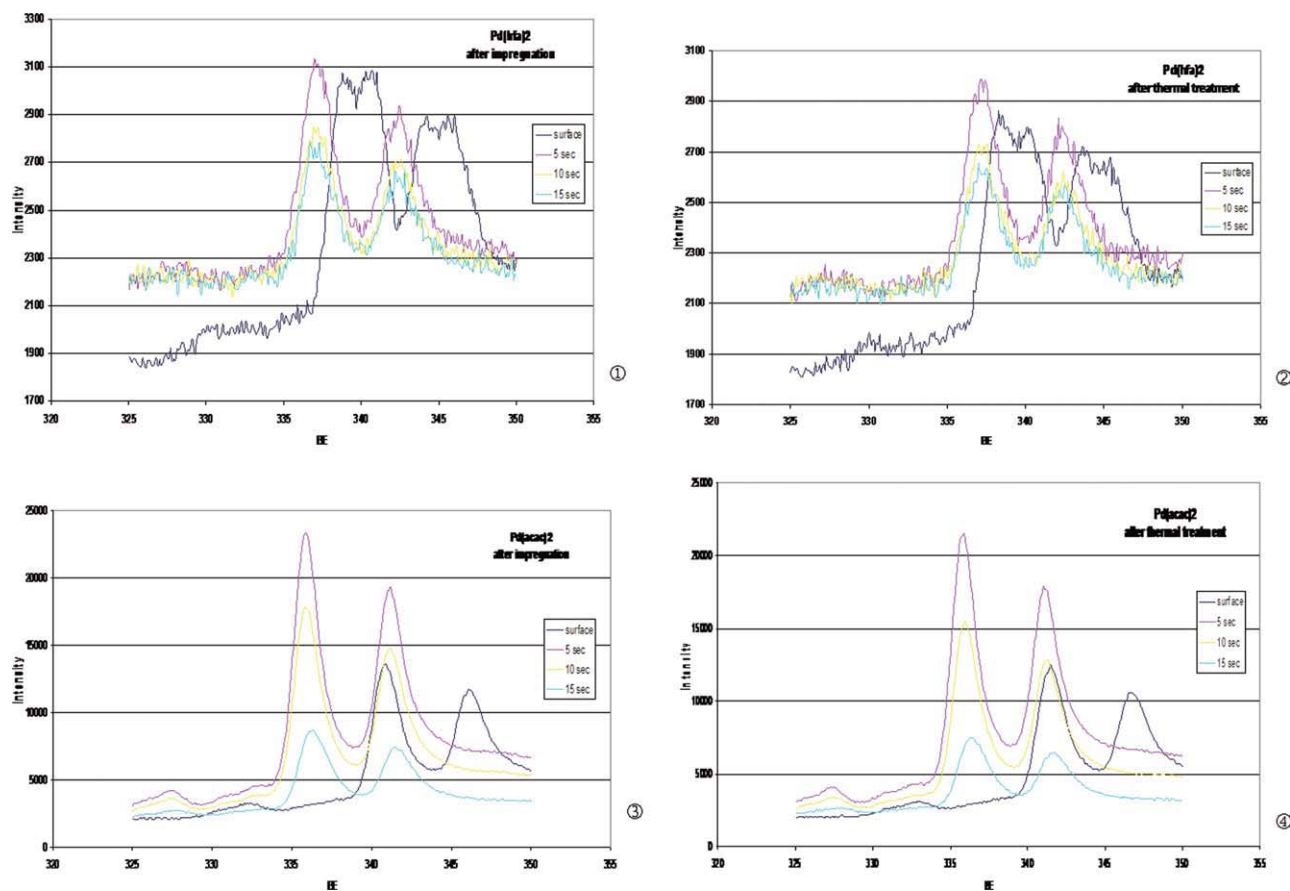 Pd(hfa)2
after impregnation
3300
3100
2900
2700
2500
2300
2100
1900
1700
Intensity
surface
5 sec
10 sec
15 sec
320
325
330
335
340
345
350
355
BE
①
Pd(hfa)2
after thermal treatment
3100
2900
2700
2500
2300
2100
1900
1700
Intensity
surface
5 sec
10 sec
15 sec
320
325
330
335
340
345
350
355
BE
②
Pd(acac)2
after impregnation
25000
20000
15000
10000
5000
0
Intensity
surface
5 sec
10 sec
15 sec
320
325
330
335
340
345
350
355
BE
③
Pd(acac)2
after thermal treatment
25000
20000
15000
10000
5000
0
Intensity
surface
5 sec
10 sec
15 sec
320
325
330
335
340
345
350
355
BE
④